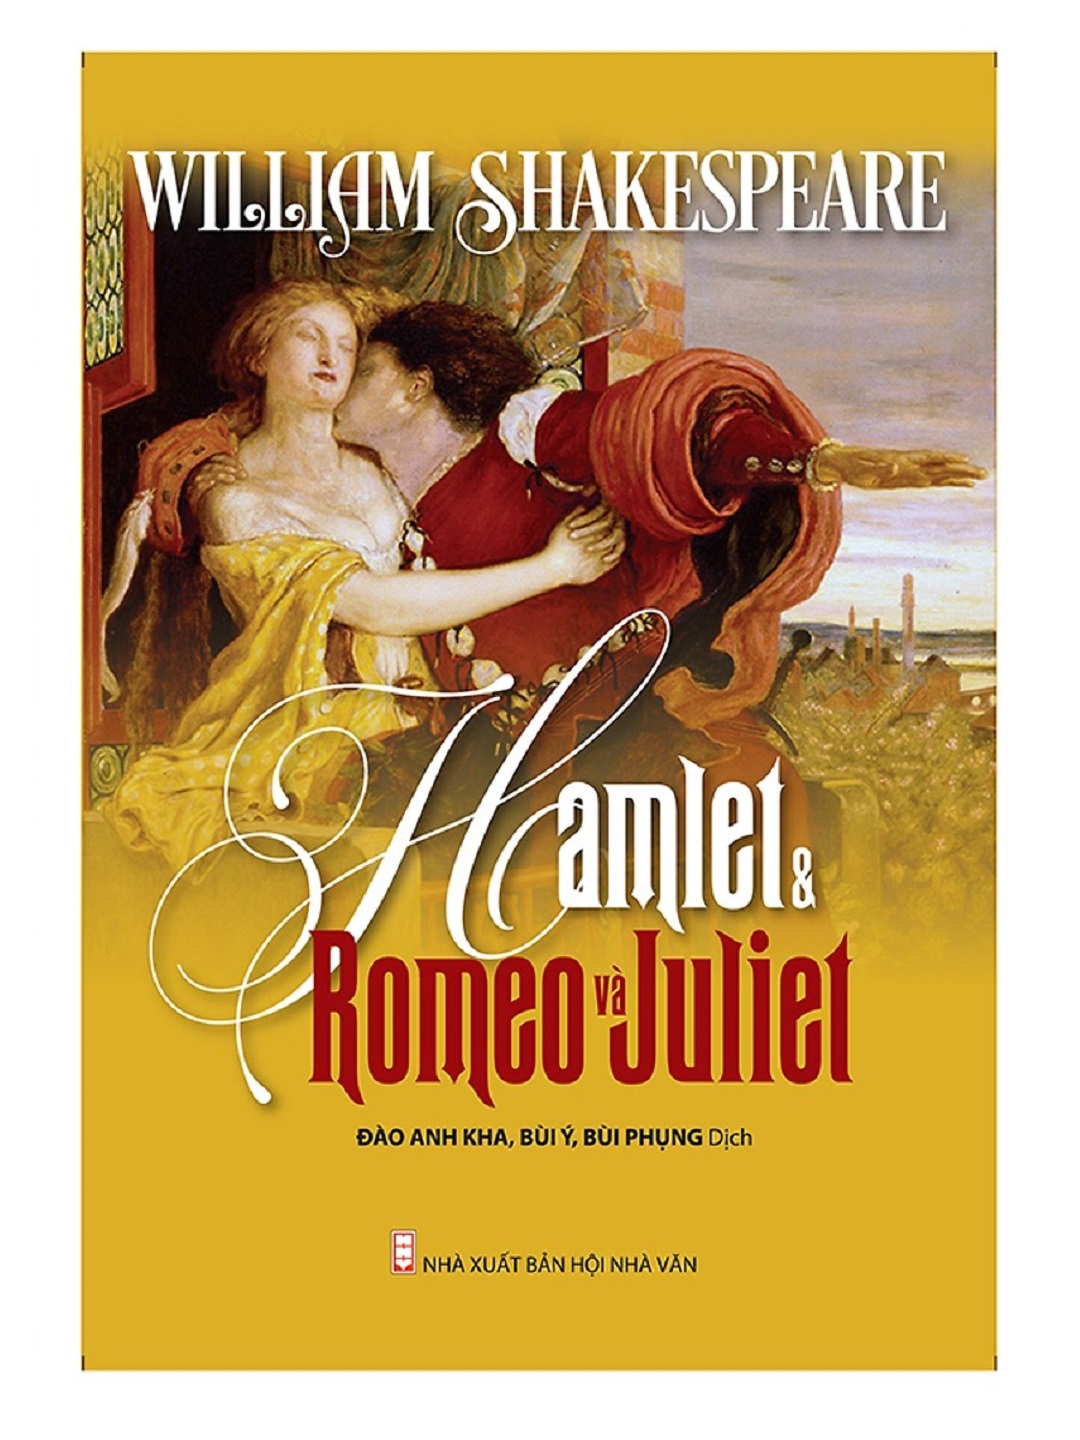 WILLIAM SHAKESPEARE
Hamlet &
Romeo và Juliet
ĐÀO ANH KHA, BÙI Ý, BÙI PHỤNG Dịch
NHÀ XUẤT BẢN HỘI NHÀ VĂN